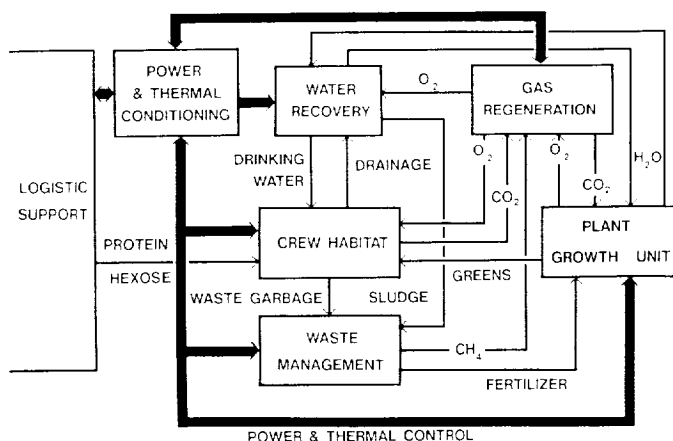 POWER
& THERMAL
CONDITIONING
WATER
RECOVERY
O2
GAS
REGENERATION
DRINKING
WATER
DRAINAGE
O2
CO2
O2
CO2
H2O
LOGISTIC
SUPPORT
PROTEIN
HEXOSE
CREW HABITAT
PLANT
GROWTH UNIT
GREENS
WASTE GARBAGE
SLUDGE
WASTE
MANAGEMENT
CH4
FERTILIZER
POWER & THERMAL CONTROL